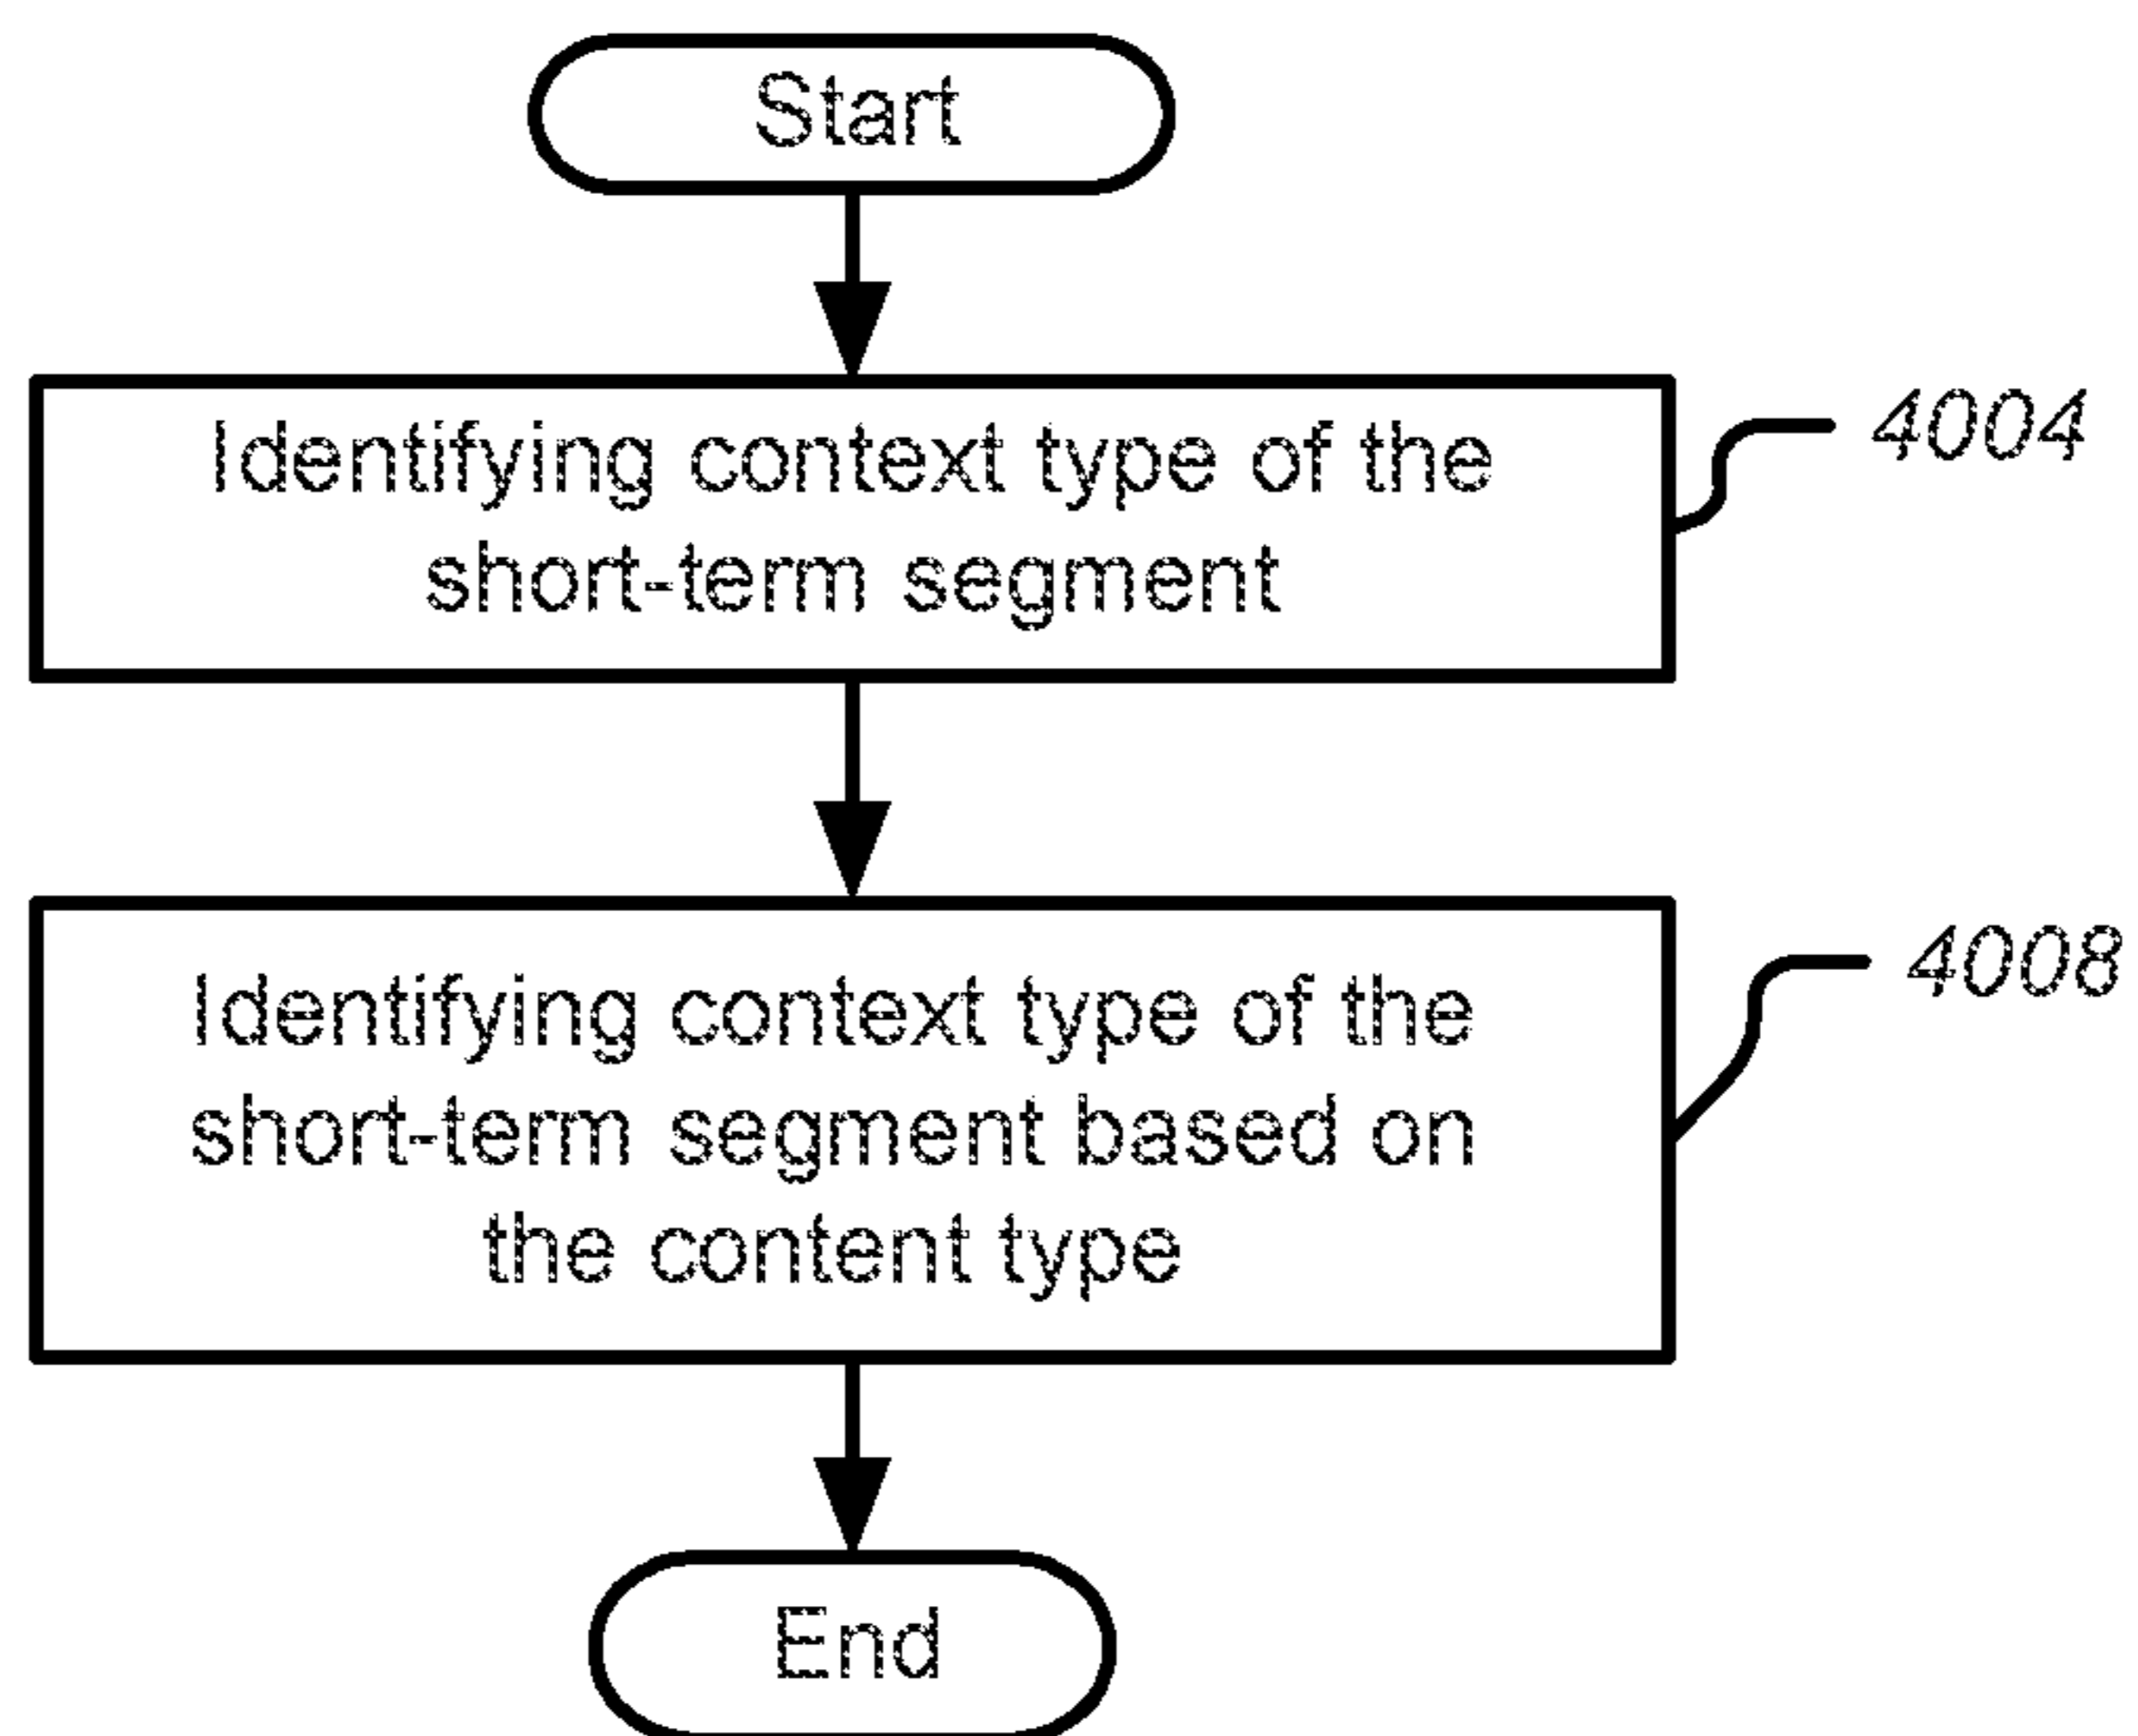 Start
Identifying context type of the
short-term segment
4004
Identifying context type of the
short-term segment based on
the content type
4008
End